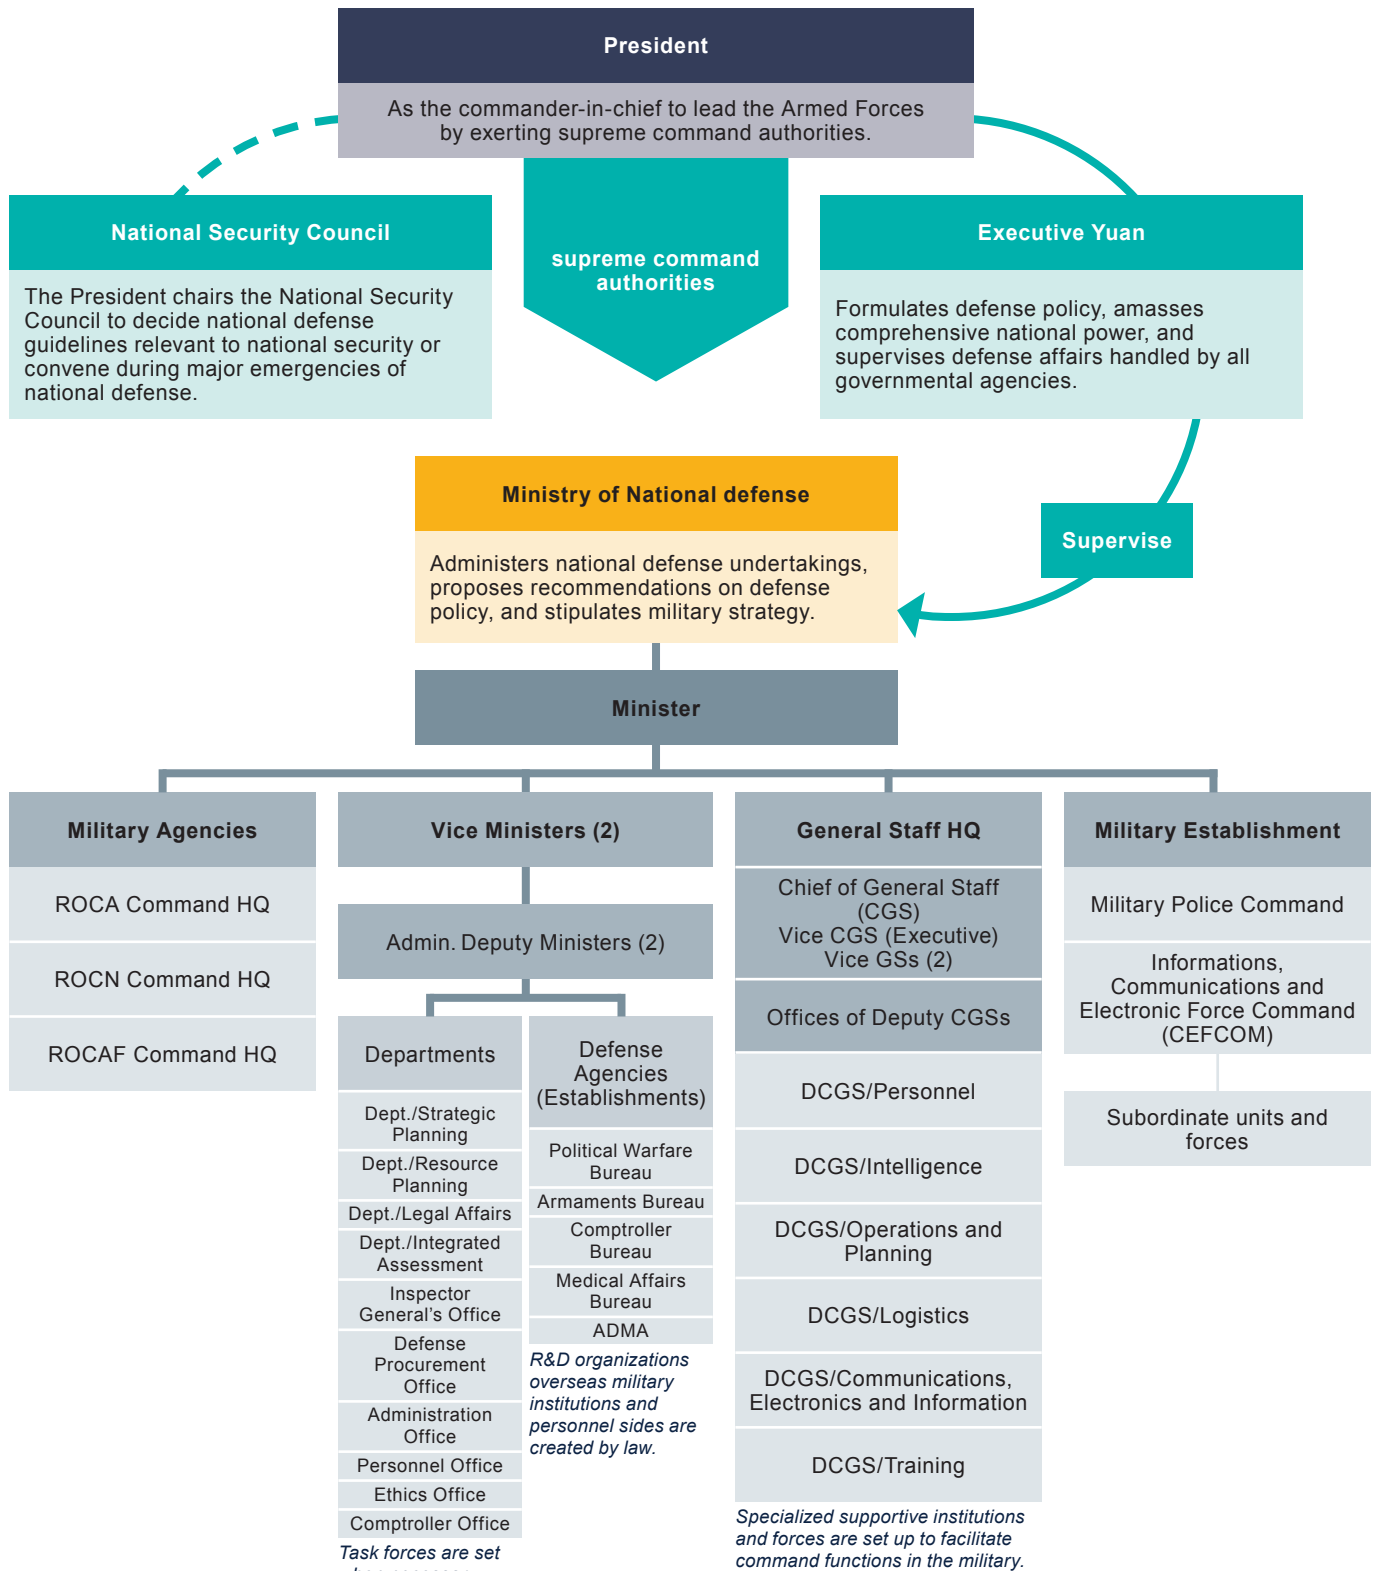 President
As the commander-in-chief to lead the Armed Forces
by exerting supreme command authorities.
National Security Council
The President chairs the National Security
Council to decide national defense
guidelines relevant to national security or
convene during major emergencies of
national defense.
supreme command
authorities
Executive Yuan
Formulates defense policy, amasses
comprehensive national power, and
supervises defense affairs handled by all
governmental agencies.
Supervise
Ministry of National defense
Administers national defense undertakings,
proposes recommendations on defense
policy, and stipulates military strategy.
Minister
Military Agencies
ROCA Command HQ
ROCN Command HQ
ROCAF Command HQ
Vice Ministers (2)
Admin. Deputy Ministers (2)
Departments
Dept./Strategic
Planning
Dept./Resource
Planning
Dept./Legal Affairs
Dept./Integrated
Assessment
Inspector
General's Office
Defense
Procurement
Office
Administration
Office
Personnel Office
Ethics Office
Comptroller Office
Task forces are set
Defense
Agencies
(Establishments)
Political Warfare
Bureau
Armaments Bureau
Comptroller
Bureau
Medical Affairs
Bureau
ADMA
R&D organizations
overseas military
institutions and
personnel sides are
created by law.
General Staff HQ
Chief of General Staff
(CGS)
Vice CGS (Executive)
Vice GSs (2)
Offices of Deputy CGSs
DCGS/Personnel
DCGS/Intelligence
DCGS/Operations and
Planning
DCGS/Logistics
DCGS/Communications,
Electronics and Information
DCGS/Training
Specialized supportive institutions
and forces are set up to facilitate
command functions in the military.
Military Establishment
Military Police Command
Informations,
Communications and
Electronic Force Command
(CEFCOM)
Subordinate units and
forces